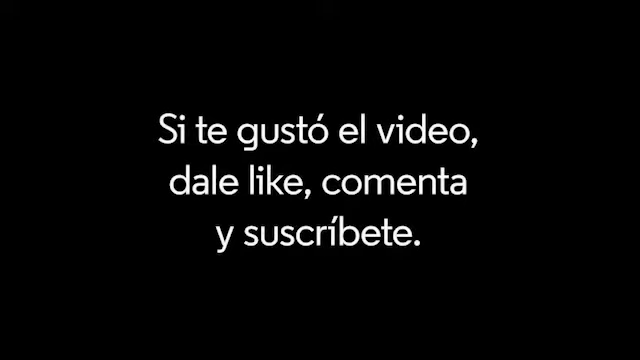 Si te gustó el video,
dale like, comenta
y suscríbete.